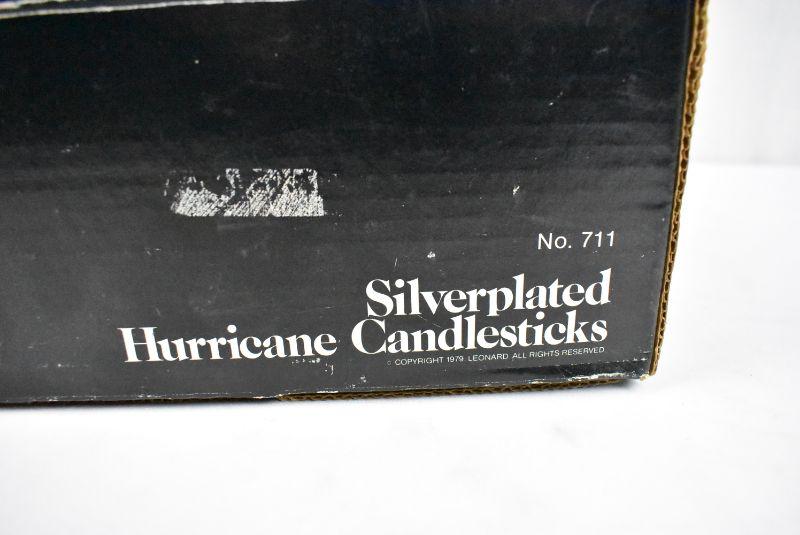 No. 711
Silverplated
Hurricane Candlesticks
© COPYRIGHT 1979 LEONARD ALL RIGHTS RESERVED